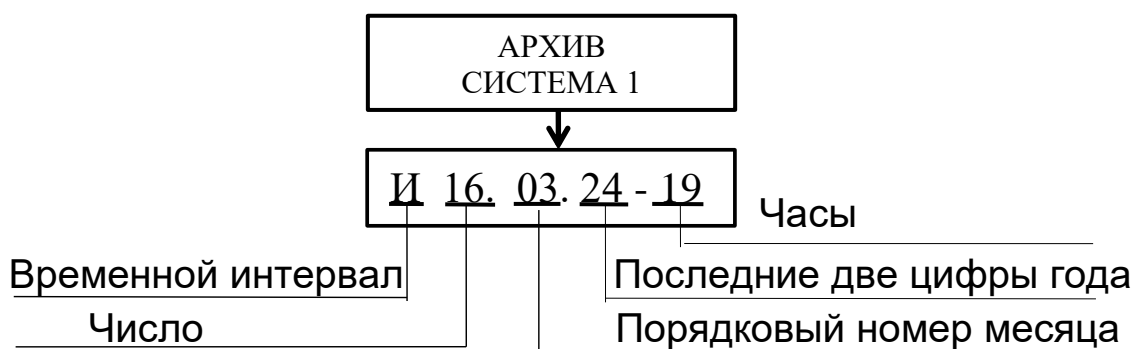 АРХИВ
СИСТЕМА 1
И 16. 03. 24 - 19
Часы
Временной интервал
Последние две цифры года
Число
Порядковый номер месяца